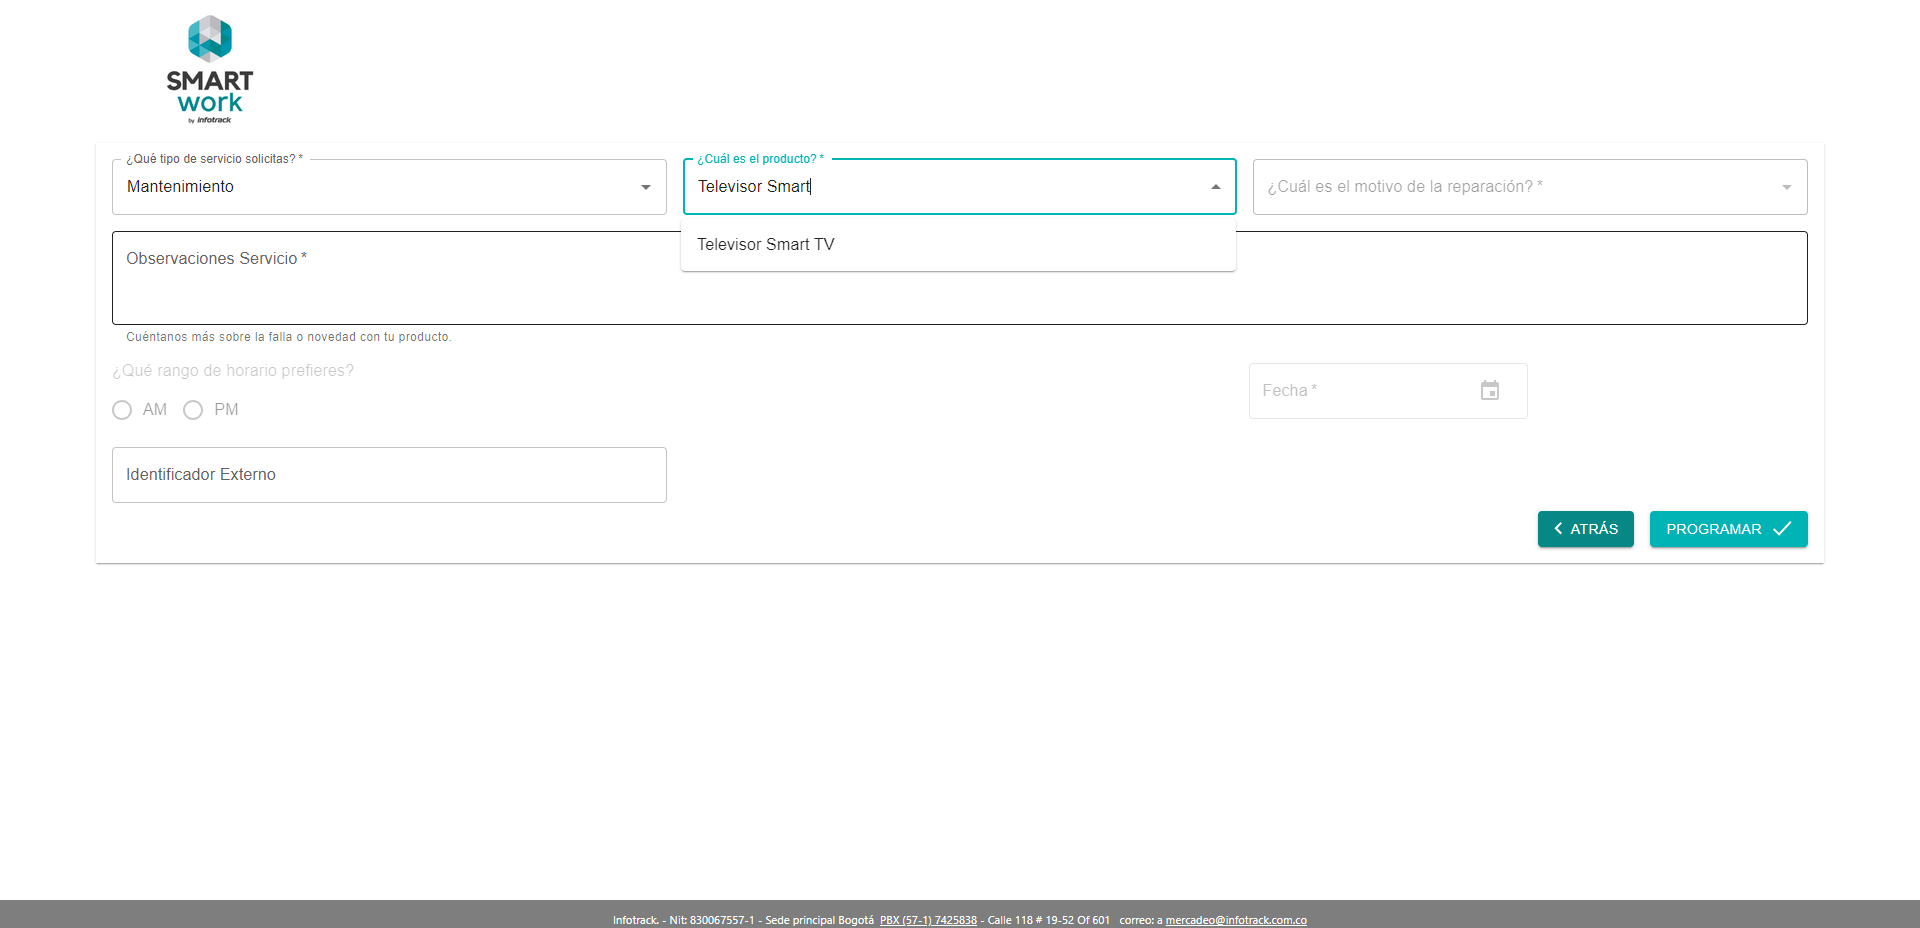 SMART
work
by infotrack
¿Qué tipo de servicio solicitas? *
Mantenimiento
¿Cuál es el producto? *
Televisor Smart
¿Cuál es el motivo de la reparación? *
Televisor Smart TV
Observaciones Servicio *
Cuéntanos más sobre la falla o novedad con tu producto.
¿Qué rango de horario prefieres?
AM PM
Fecha *
Identificador Externo
ATRÁS
PROGRAMAR
Infotrack. - Nit: 830067557-1 - Sede principal Bogotá PBX (57-1) 7425838 - Calle 118 # 19-52 Of 601 correo: a mercadeo@infotrack.com.co